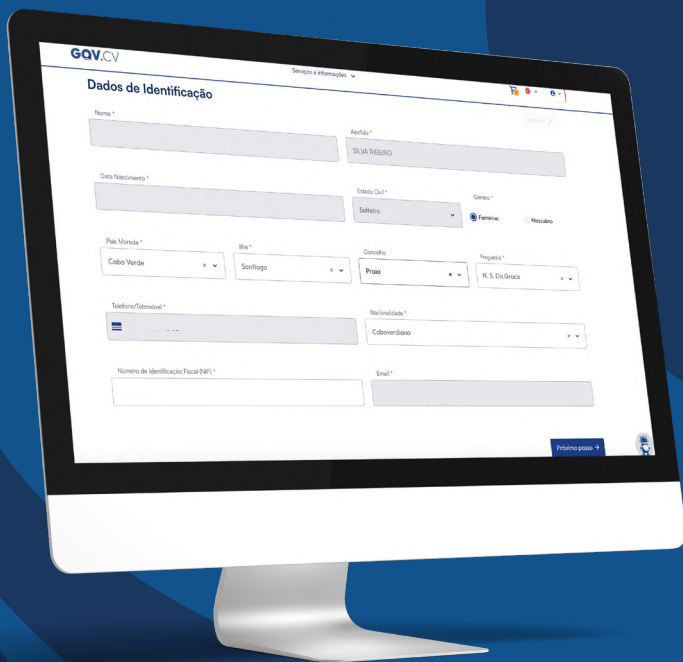 GOV.CV
Serviços e informações
Dados de Identificação
Nome *
Apelido *
SILVA RIBEIRO
Data Nascimento *
Estado Civil *
Solteiro
Género *
Feminino
Masculino
País Morada *
Cabo Verde
Ilha *
Santiago
Concelho
Praia
Freguesia *
N. S. Da Graca
Telefone/Telemóvel *
Nacionalidade *
Caboverdiano
Número de Identificação Fiscal (NIF) *
Email *
Próximo passo →